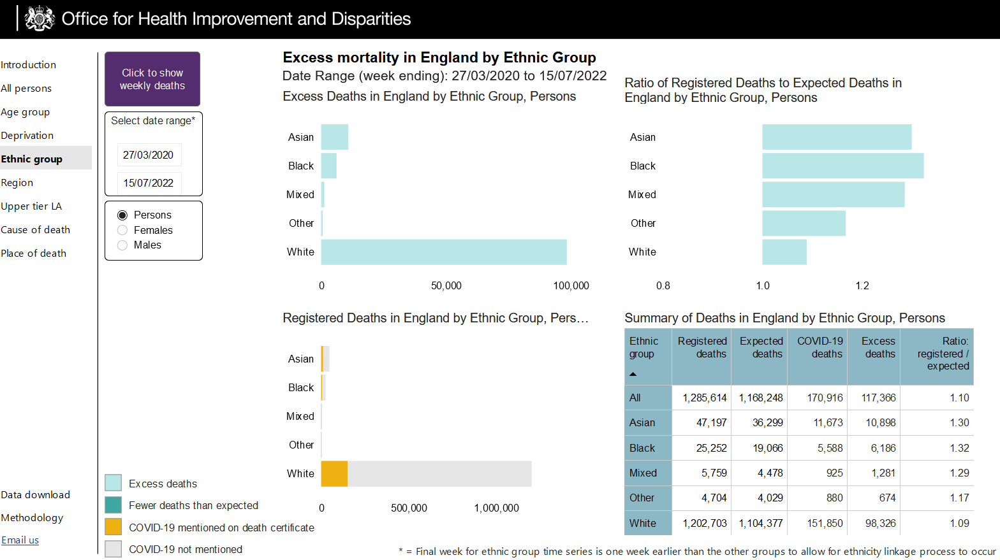 Office for Health Improvement and Disparities
Introduction
All persons
Age group
Deprivation
Ethnic group
Region
Upper tier LA
Cause of death
Place of death
Data download
Methodology
Email us
Click to show
weekly deaths
Select date range*
27/03/2020
15/07/2022
Persons
Females
Males
Excess deaths
Fewer deaths than expected
COVID-19 mentioned on death certificate
COVID-19 not mentioned
Excess mortality in England by Ethnic Group
Date Range (week ending): 27/03/2020 to 15/07/2022
Excess Deaths in England by Ethnic Group, Persons
Asian
Black
Mixed
Other
White
0 50,000 100,000
Ratio of Registered Deaths to Expected Deaths in
England by Ethnic Group, Persons
Asian
Black
Mixed
Other
White
0.8 1.0 1.2
Registered Deaths in England by Ethnic Group, Pers…
Asian
Black
Mixed
Other
White
0 500,000 1,000,000
Summary of Deaths in England by Ethnic Group, Persons
Ethnic group Registered deaths Expected deaths COVID-19 deaths Excess deaths Ratio: registered / expected
All 1,285,614 1,168,248 170,916 117,366 1.10
Asian 47,197 36,299 11,673 10,898 1.30
Black 25,252 19,066 5,588 6,186 1.32
Mixed 5,759 4,478 925 1,281 1.29
Other 4,704 4,029 880 674 1.17
White 1,202,703 1,104,377 151,850 98,326 1.09
* = Final week for ethnic group time series is one week earlier than the other groups to allow for ethnicity linkage process to occur